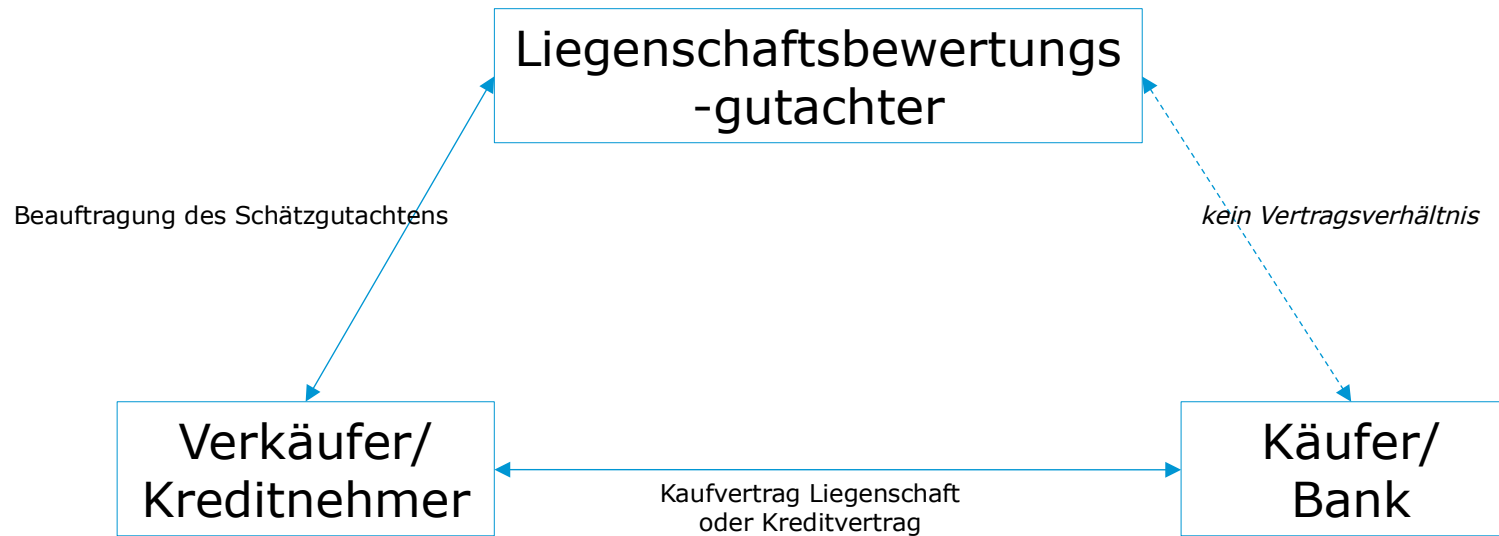 Liegenschaftsbewertungs
-gutachter
Beauftragung des Schätzgutachtens
kein Vertragsverhältnis
Verkäufer/
Kreditnehmer
Kaufvertrag Liegenschaft
oder Kreditvertrag
Käufer/
Bank